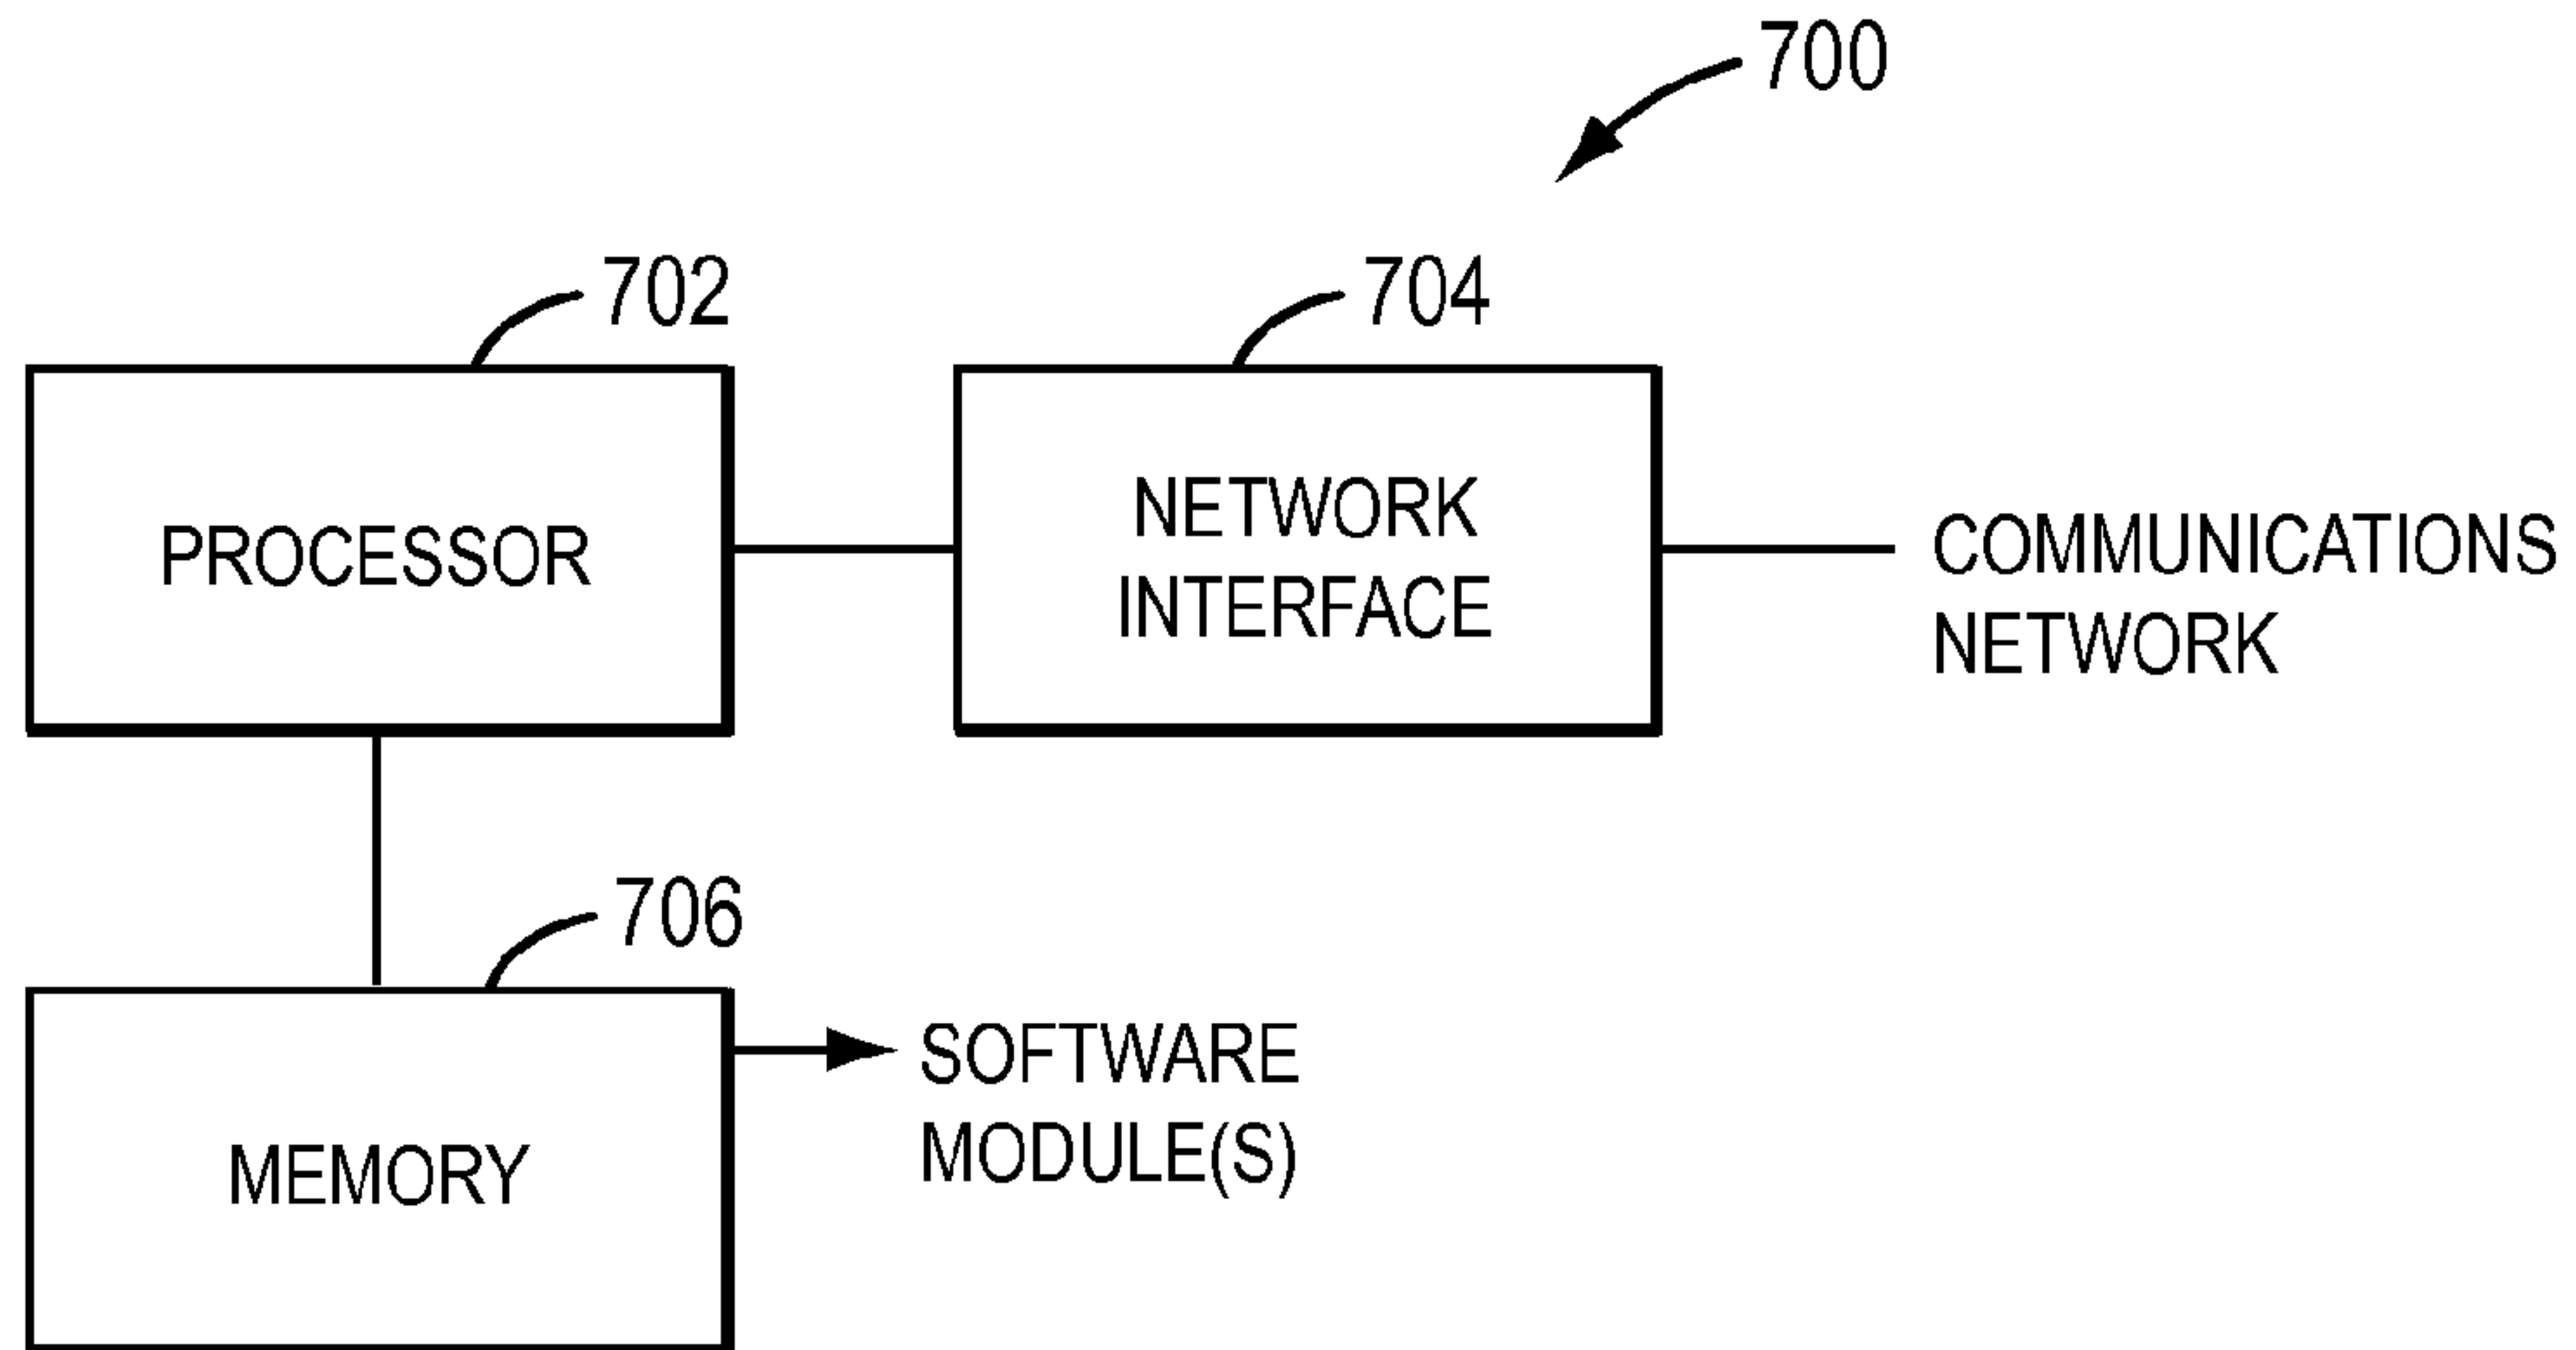 700
702
704
PROCESSOR
NETWORK
INTERFACE
COMMUNICATIONS
NETWORK
706
MEMORY
SOFTWARE
MODULE(S)